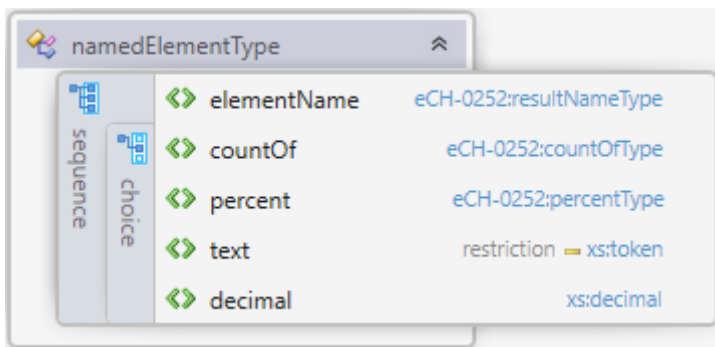 namedElementType
sequence
choice
elementName eCH-0252:resultNameType
countOf eCH-0252:countOfType
percent eCH-0252:percentType
text restriction xs:token
decimal xs:decimal